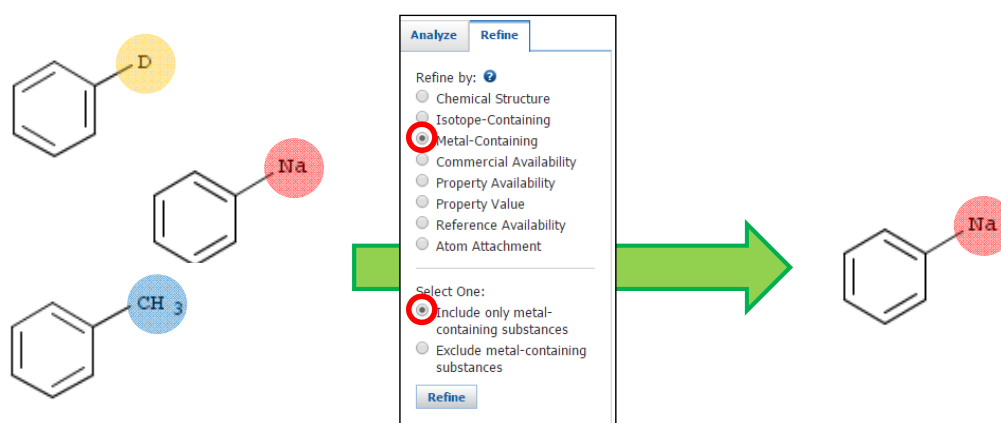 D
Na
CH 3
Analyze Refine
Refine by: ?
Chemical Structure
Isotope-Containing
Metal-Containing
Commercial Availability
Property Availability
Property Value
Reference Availability
Atom Attachment
Select One:
Include only metal-
containing substances
Exclude metal-containing
substances
Refine
Na